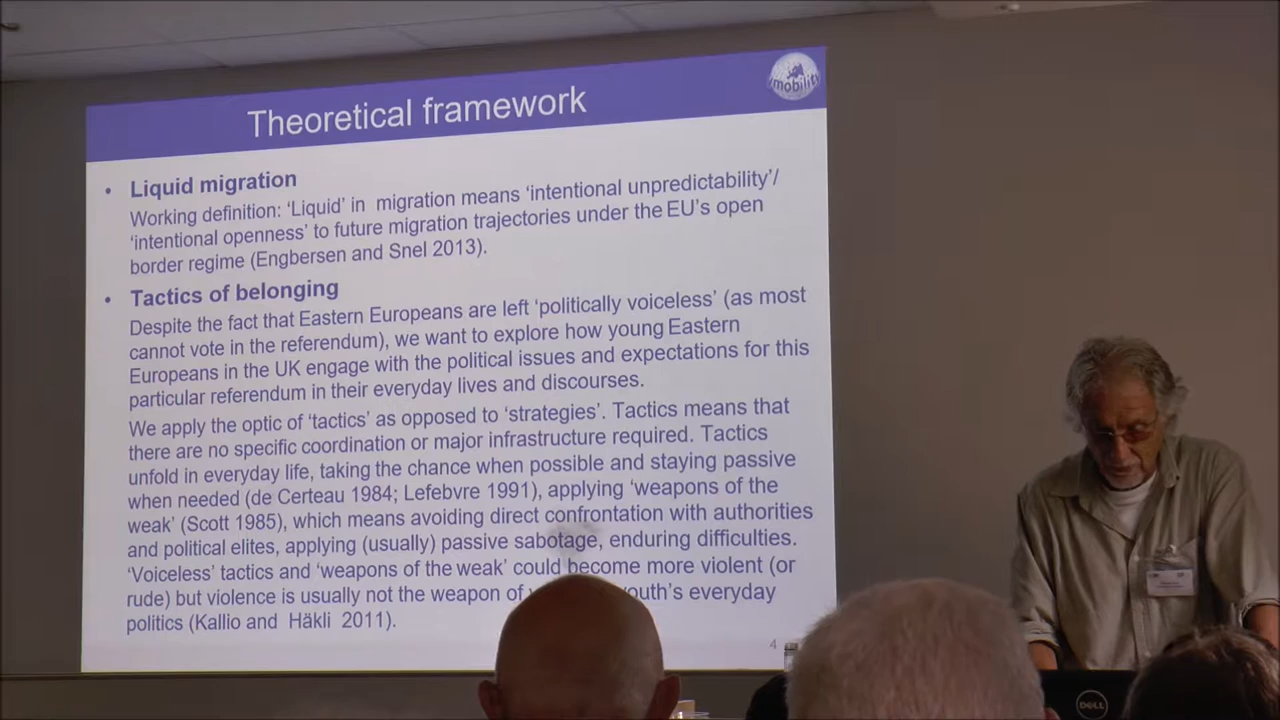 Theoretical framework
ymobility
• Liquid migration
Working definition: ‘Liquid’ in migration means ‘intentional unpredictability’/
‘intentional openness’ to future migration trajectories under the EU’s open
border regime (Engbersen and Snel 2013).
• Tactics of belonging
Despite the fact that Eastern Europeans are left ‘politically voiceless’ (as most
cannot vote in the referendum), we want to explore how young Eastern
Europeans in the UK engage with the political issues and expectations for this
particular referendum in their everyday lives and discourses.
We apply the optic of ‘tactics’ as opposed to ‘strategies’. Tactics means that
there are no specific coordination or major infrastructure required. Tactics
unfold in everyday life, taking the chance when possible and staying passive
when needed (de Certeau 1984; Lefebvre 1991), applying ‘weapons of the
weak’ (Scott 1985), which means avoiding direct confrontation with authorities
and political elites, applying (usually) passive sabotage, enduring difficulties.
‘Voiceless’ tactics and ‘weapons of the weak’ could become more violent (or
rude) but violence is usually not the weapon of everyday
politics (Kallio and Häkli 2011).
4
DELL